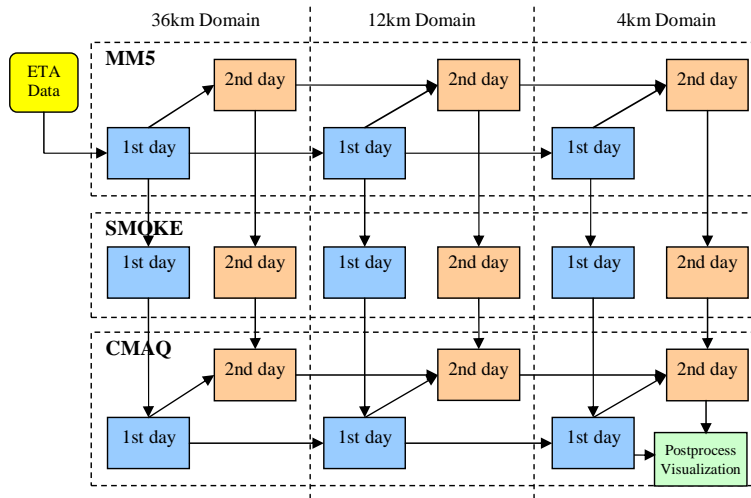 36km Domain
12km Domain
4km Domain
MM5
ETA
Data
2nd day
2nd day
2nd day
1st day
1st day
1st day
SMOKE
1st day
2nd day
1st day
2nd day
1st day
2nd day
CMAQ
2nd day
2nd day
2nd day
1st day
1st day
1st day
Postprocess
Visualization